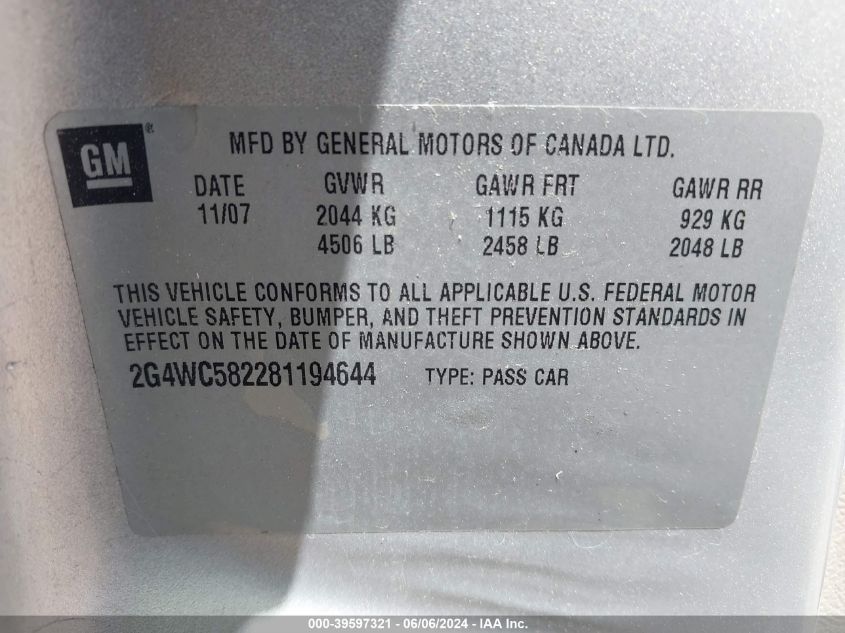 GM®
MFD BY GENERAL MOTORS OF CANADA LTD.
DATE GVWR GAWR FRT GAWR RR
11/07 2044 KG 1115 KG 929 KG
4506 LB 2458 LB 2048 LB
THIS VEHICLE CONFORMS TO ALL APPLICABLE U.S. FEDERAL MOTOR
VEHICLE SAFETY, BUMPER, AND THEFT PREVENTION STANDARDS IN
EFFECT ON THE DATE OF MANUFACTURE SHOWN ABOVE.
2G4WC582281194644 TYPE: PASS CAR
000-39597321 / 06/06/2024 - IAA Inc.